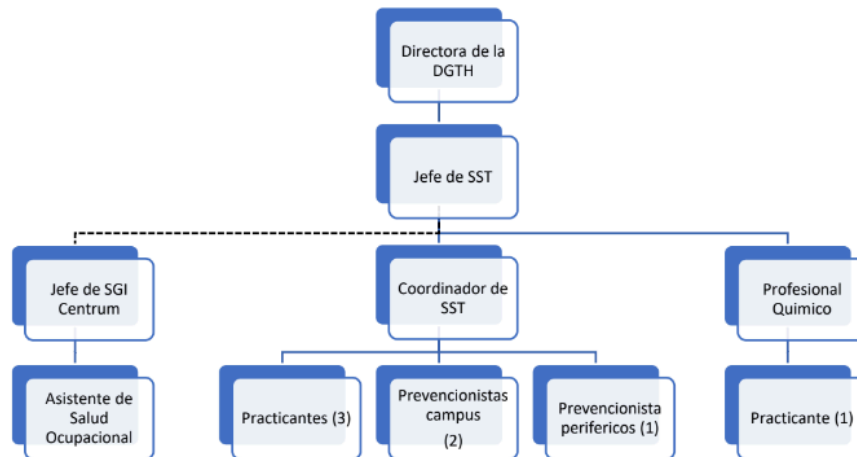 Directora de la
DGTH
Jefe de SST
Jefe de SGI
Centrum
Coordinador de
SST
Profesional
Quimico
Asistente de
Salud
Ocupacional
Practicantes (3)
Prevencionistas
campus
(2)
Prevencionista
perifericos (1)
Practicante (1)